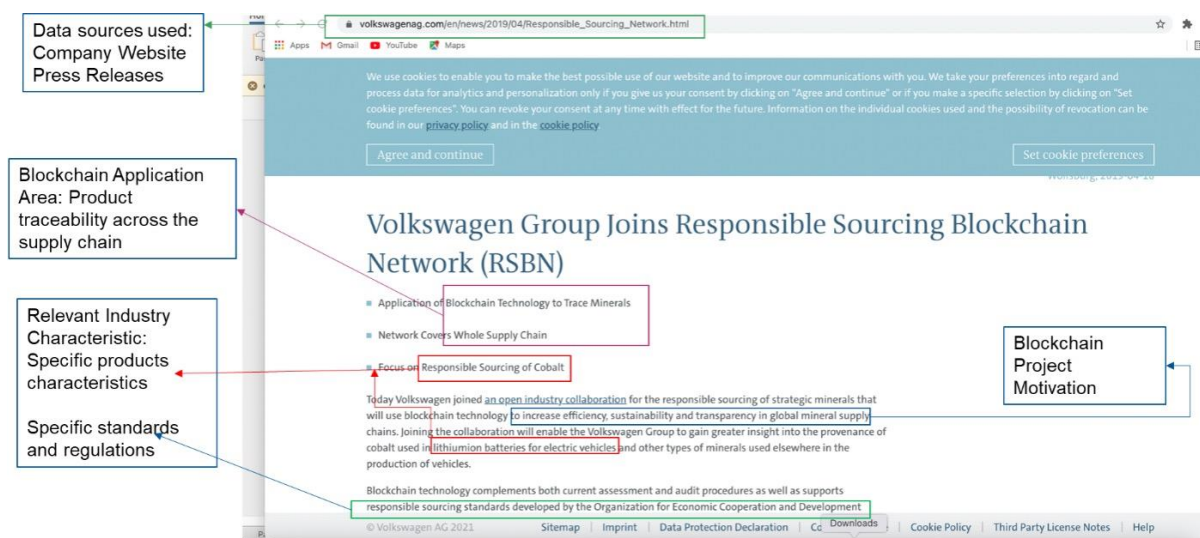 Data sources used:
Company Website
Press Releases
volkswagenag.com/en/news/2019/04/Responsible_Sourcing_Network.html
Apps Gmail YouTube Maps
We use cookies to enable you to make the best possible use of our website and to improve our communications with you. We take your preferences into regard and
process data for analytics and personalization only if you give us your consent by clicking on "Agree and continue" or if you make a specific selection by clicking on "Set
cookie preferences". You can revoke your consent at any time with effect for the future. Information on the individual cookies used and the possibility of revocation can be
found in our privacy policy and in the cookie policy
Agree and continue
Set cookie preferences
Wolfsburg, 2019-04-18
Blockchain Application
Area: Product
traceability across the
supply chain
Volkswagen Group Joins Responsible Sourcing Blockchain
Network (RSBN)
Application of Blockchain Technology to Trace Minerals
Network Covers Whole Supply Chain
Focus on Responsible Sourcing of Cobalt
Relevant Industry
Characteristic:
Specific products
characteristics
Specific standards
and regulations
Blockchain
Project
Motivation
Today Volkswagen joined an open industry collaboration for the responsible sourcing of strategic minerals that
will use blockchain technology to increase efficiency, sustainability and transparency in global mineral supply
chains. Joining the collaboration will enable the Volkswagen Group to gain greater insight into the provenance of
cobalt used in lithiumion batteries for electric vehicles and other types of minerals used elsewhere in the
production of vehicles.
Blockchain technology complements both current assessment and audit procedures as well as supports
responsible sourcing standards developed by the Organization for Economic Cooperation and Development
© Volkswagen AG 2021 Sitemap Imprint Data Protection Declaration Downloads Cookie Policy Third Party License Notes Help